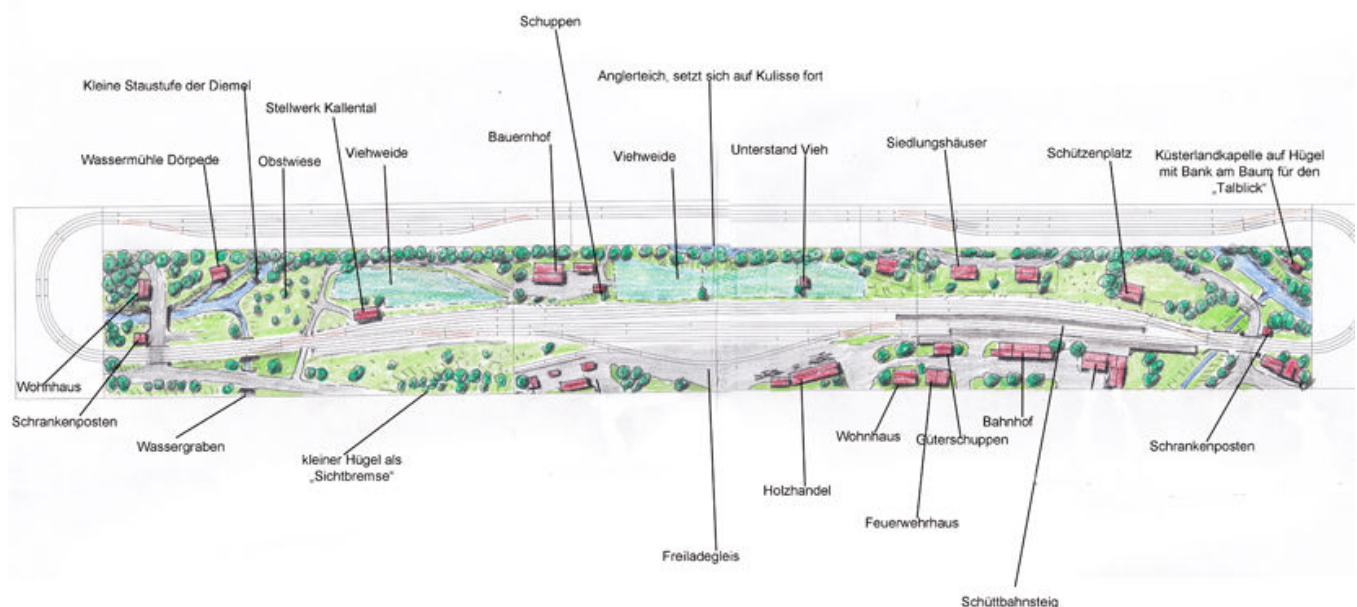 Schuppen
Anglerteich, setzt sich auf Kulisse fort
Kleine Staustufe der Diemel
Stellwerk Kallental
Bauernhof
Siedlungshäuser
Viehweide
Viehweide
Unterstand Vieh
Wassermühle Dörpede
Obstwiese
Schützenplatz
Küsterlandkapelle auf Hügel
mit Bank am Baum für den
„Talblick"
Wohnhaus
Schrankenposten
Wassergraben
kleiner Hügel als
„Sichtbremse"
Wohnhaus
Güterschuppen
Bahnhof
Schrankenposten
Holzhandel
Feuerwehrhaus
Freiladegleis
Schüttbahnsteig